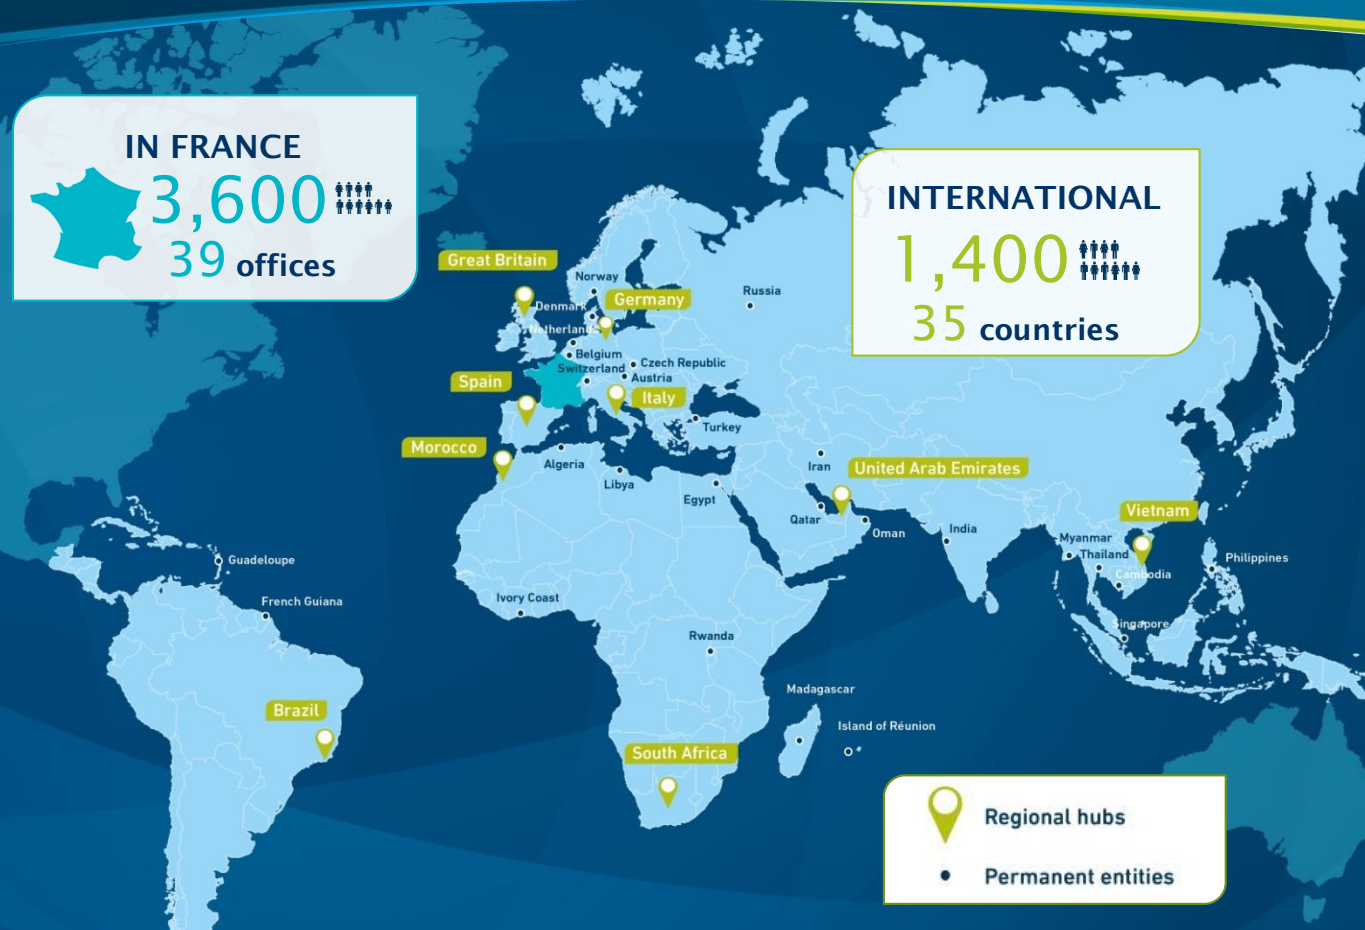 IN FRANCE
3,600
39 offices
INTERNATIONAL
1,400
35 countries
Great Britain
Norway
Germany
Russia
Denmark
Netherlands
Belgium
Czech Republic
Switzerland
Austria
Spain
Italy
Turkey
Morocco
Algeria
Libya
Egypt
Iran
United Arab Emirates
Qatar
Oman
India
Vietnam
Myanmar
Thailand
Cambodia
Philippines
Singapore
Guadeloupe
French Guiana
Ivory Coast
Rwanda
Madagascar
Island of Réunion
Brazil
South Africa
Regional hubs
Permanent entities